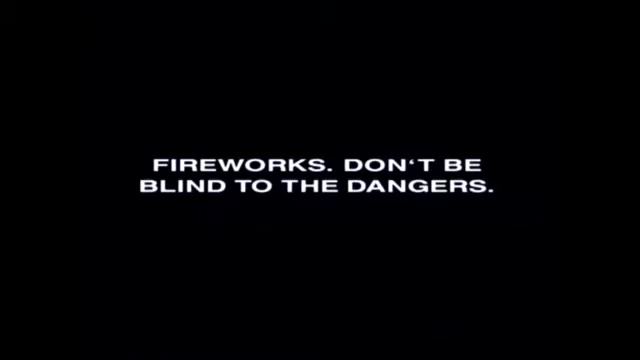 FIREWORKS. DON‘T BE
BLIND TO THE DANGERS.